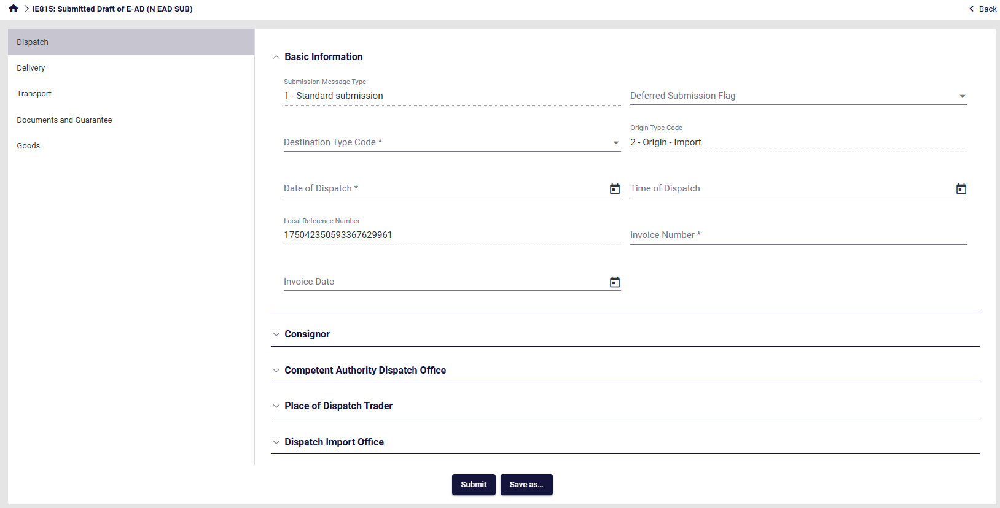 IE815: Submitted Draft of E-AD (N EAD SUB)
Back
Dispatch
Delivery
Transport
Documents and Guarantee
Goods
Basic Information
Submission Message Type
1 - Standard submission
Deferred Submission Flag
Destination Type Code *
Origin Type Code
2 - Origin - Import
Date of Dispatch *
Time of Dispatch
Local Reference Number
175042350593367629961
Invoice Number *
Invoice Date
Consignor
Competent Authority Dispatch Office
Place of Dispatch Trader
Dispatch Import Office
Submit
Save as...